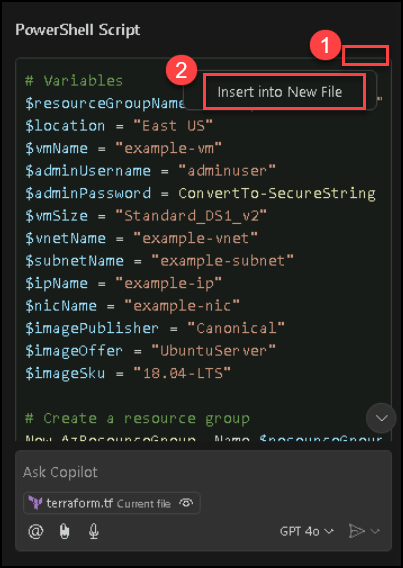 PowerShell Script
1
2
Insert into New File
# Variables
$resourceGroupName
$location = "East US"
$vmName = "example-vm"
$adminUsername = "adminuser"
$adminPassword = ConvertTo-SecureString
$vmSize = "Standard_DS1_v2"
$vnetName = "example-vnet"
$subnetName = "example-subnet"
$ipName = "example-ip"
$nicName = "example-nic"
$imagePublisher = "Canonical"
$imageOffer = "UbuntuServer"
$imageSku = "18.04-LTS"
# Create a resource group
New-AzResourceGroup -Name $resourceGrour
Ask Copilot
terraform.tf Current file
@
GPT 4o